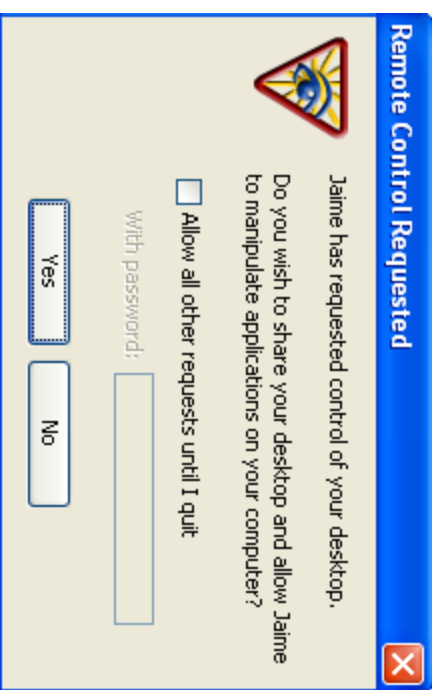 Remote Control Requested
Jaime has requested control of your desktop.
Do you wish to share your desktop and allow Jaime
to manipulate applications on your computer?
Allow all other requests until I quit
With password:
Yes
No